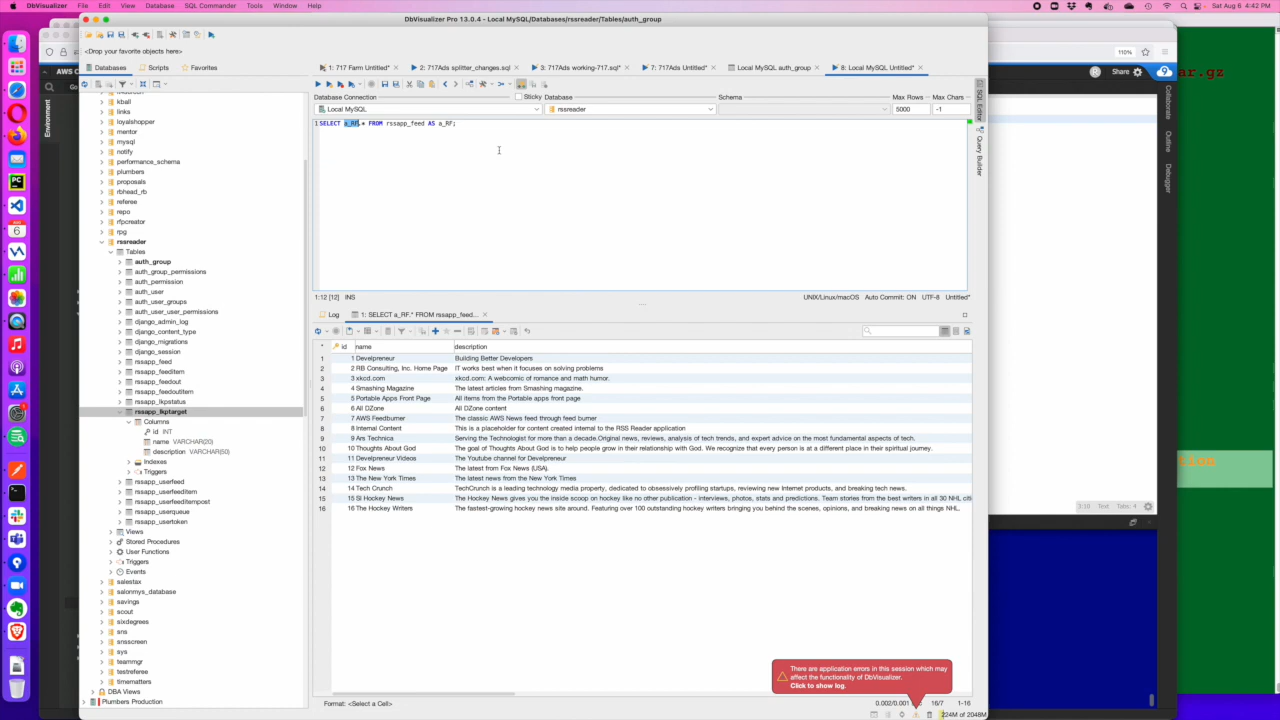 DbVisualizer File Edit View Database SQL Commander Tools Window Help
Sat Aug 6 4:42 PM
DbVisualizer Pro 13.0.4 - Local MySQL/Databases/rssreader/Tables/auth_group
<Drop your favorite objects here>
110%
Databases Scripts Favorites
1: 717 Farm Untitled*
2: 717Ads splitter_changes.sql
3: 717Ads working-717.sql*
7: 717Ads Untitled*
Local MySQL auth_group
8: Local MySQL Untitled*
AWS C
R Share
ar.gz
Sticky
Database Connection Database Schema Max Rows Max Chars
Local MySQL rssreader 5000 -1
1 SELECT a_RF.* FROM rssapp_feed AS a_RF;
SQL Editor
Query Builder
Environment
Collaborate
Outline
Debugger
kball
links
loyalshopper
mentor
mysql
notify
performance_schema
plumbers
proposals
rbhead_rb
referee
repo
rfpcreator
rpg
rssreader
Tables
auth_group
auth_group_permissions
auth_permission
auth_user
auth_user_groups
auth_user_user_permissions
django_admin_log
django_content_type
django_migrations
django_session
rssapp_feed
rssapp_feeditem
rssapp_feedout
rssapp_feedoutitem
rssapp_lkpstatus
rssapp_lkptarget
Columns
id INT
name VARCHAR(20)
description VARCHAR(50)
Indexes
Triggers
rssapp_userfeed
rssapp_userfeeditem
rssapp_userfeeditempost
rssapp_userqueue
rssapp_usertoken
Views
Stored Procedures
User Functions
Triggers
Events
salestax
salonmys_database
savings
scout
sixdegrees
sns
snsscreen
sys
teammgr
testreferee
timematters
DBA Views
Plumbers Production
1:12 [12] INS
UNIX/Linux/macOS Auto Commit: ON UTF-8 Untitled*
Log
1: SELECT a_RF.* FROM rssapp_feed...
* id name description
1 1 Develpreneur Building Better Developers
2 2 RB Consulting, Inc. Home Page IT works best when it focuses on solving problems
3 3 xkcd.com xkcd.com: A webcomic of romance and math humor.
4 4 Smashing Magazine The latest articles from Smashing magazine.
5 5 Portable Apps Front Page All items from the Portable apps front page
6 6 All DZone All DZone content
7 7 AWS Feedburner The classic AWS News feed through feed burner
8 8 Internal Content This is a placeholder for content created internal to the RSS Reader application
9 9 Ars Technica Serving the Technologist for more than a decade.Original news, reviews, analysis of tech trends, and expert advice on the most fundamental aspects of tech.
10 10 Thoughts About God The goal of Thoughts About God is to help people grow in their relationship with God. We recognize that every person is at a different place in their spiritual journey.
11 11 Develpreneur Videos The Youtube channel for Develpreneur
12 12 Fox News The latest from Fox News (USA).
13 13 The New York Times The latest news from the New York Times
14 14 Tech Crunch TechCrunch is a leading technology media property, dedicated to obsessively profiling startups, reviewing new Internet products, and breaking tech news.
15 15 SI Hockey News The Hockey News gives you the inside scoop on hockey like no other publication - interviews, photos, stats and predictions. Team stories from the best writers in all 30 NHL citi
16 16 The Hockey Writers The fastest-growing hockey news site around. Featuring over 100 outstanding hockey writers bringing you behind the scenes, opinions, and breaking news on all things NHL.
tion
3:10 Text Tabs: 4
There are application errors in this session which may
affect the functionality of DbVisualizer.
Click to show log.
Format: <Select a Cell>
0.002/0.001 16/7 1-16
224M of 2048M